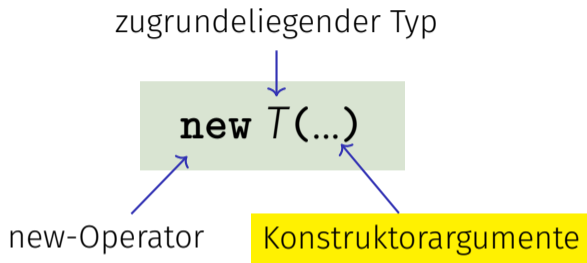 zugrundeliegender Typ
new T(...)
new-Operator
Konstruktorargumente